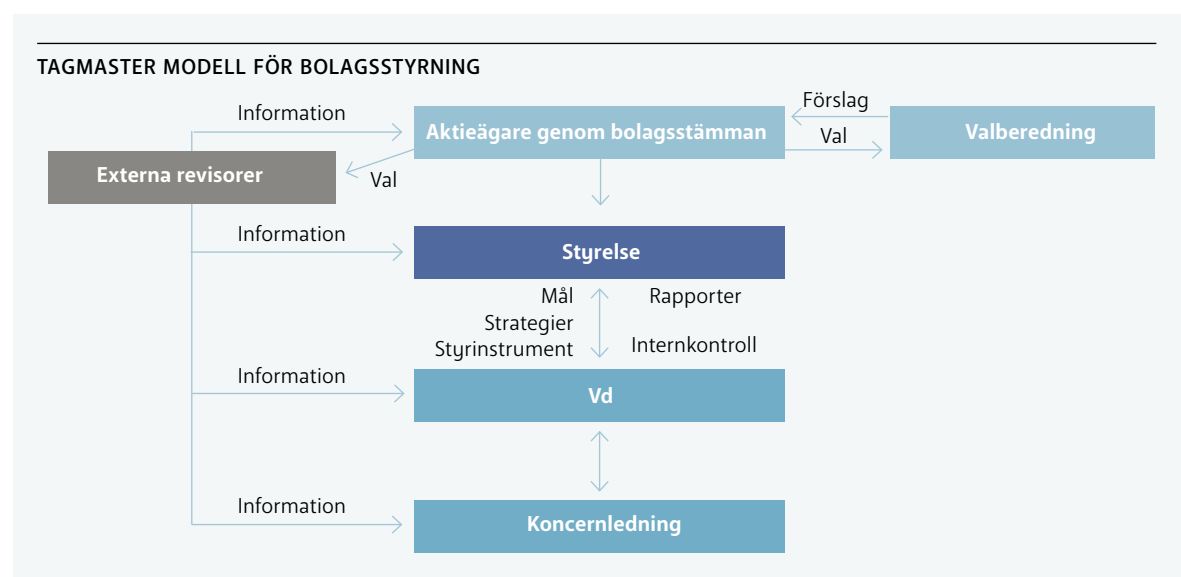 TAGMASTER MODELL FÖR BOLAGSSTYRNING
Information
Aktieägare genom bolagsstämman
Förslag
Val
Valberedning
Externa revisorer
Val
Information
Styrelse
Mål
Strategier
Styrinstrument
Rapporter
Internkontroll
Information
Vd
Information
Koncernledning